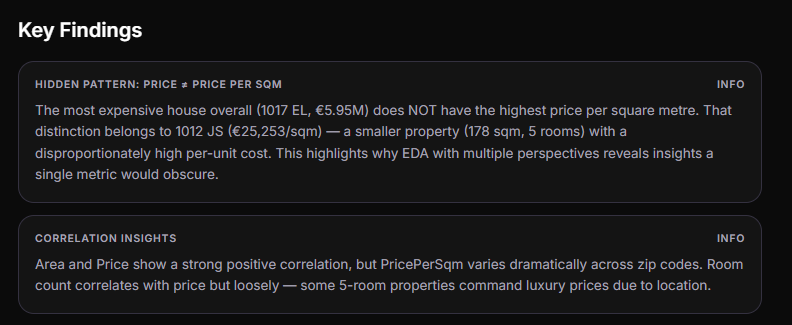 Key Findings
HIDDEN PATTERN: PRICE ≠ PRICE PER SQM INFO
The most expensive house overall (1017 EL, €5.95M) does NOT have the highest price per square metre. That
distinction belongs to 1012 JS (€25,253/sqm) — a smaller property (178 sqm, 5 rooms) with a
disproportionately high per-unit cost. This highlights why EDA with multiple perspectives reveals insights a
single metric would obscure.
CORRELATION INSIGHTS INFO
Area and Price show a strong positive correlation, but PricePerSqm varies dramatically across zip codes. Room
count correlates with price but loosely — some 5-room properties command luxury prices due to location.